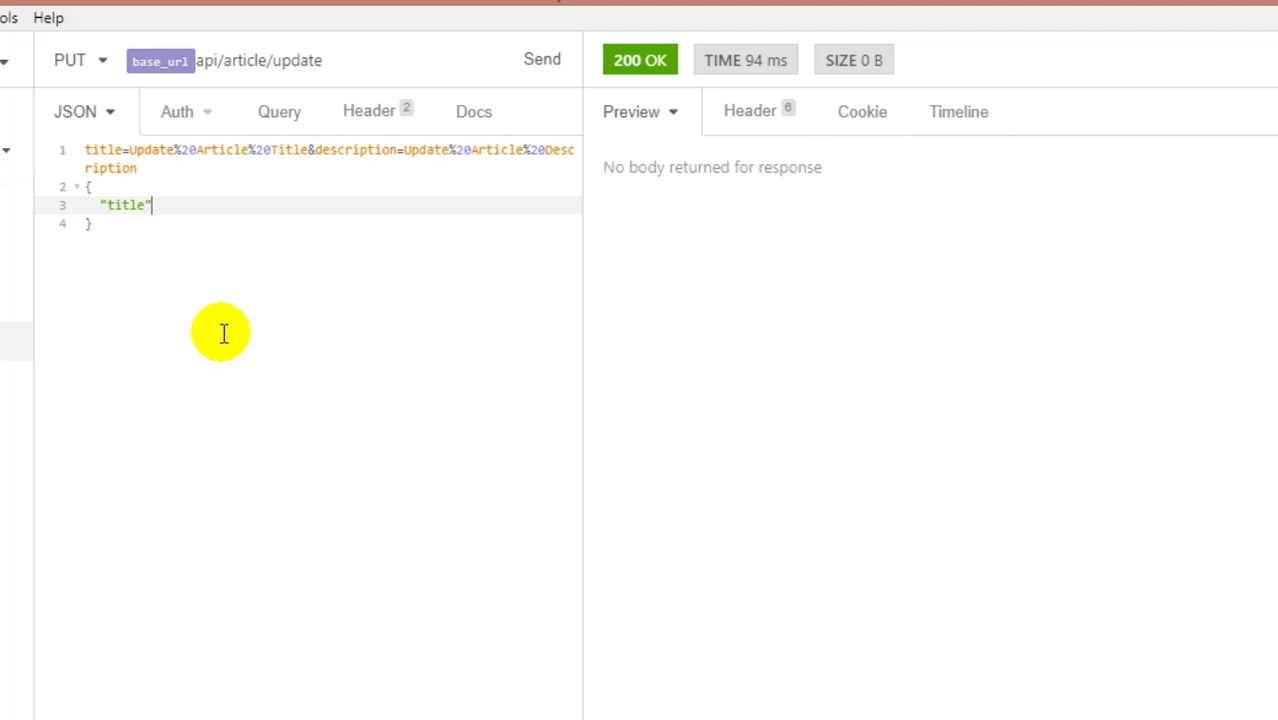 ols Help
PUT base_url api/article/update Send
200 OK TIME 94 ms SIZE 0 B
JSON Auth Query Header 2 Docs
Preview Header 6 Cookie Timeline
1 title=Update%20Article%20Title&description=Update%20Article%20Desc
ription
2 {
3 "title"
4 }
No body returned for response